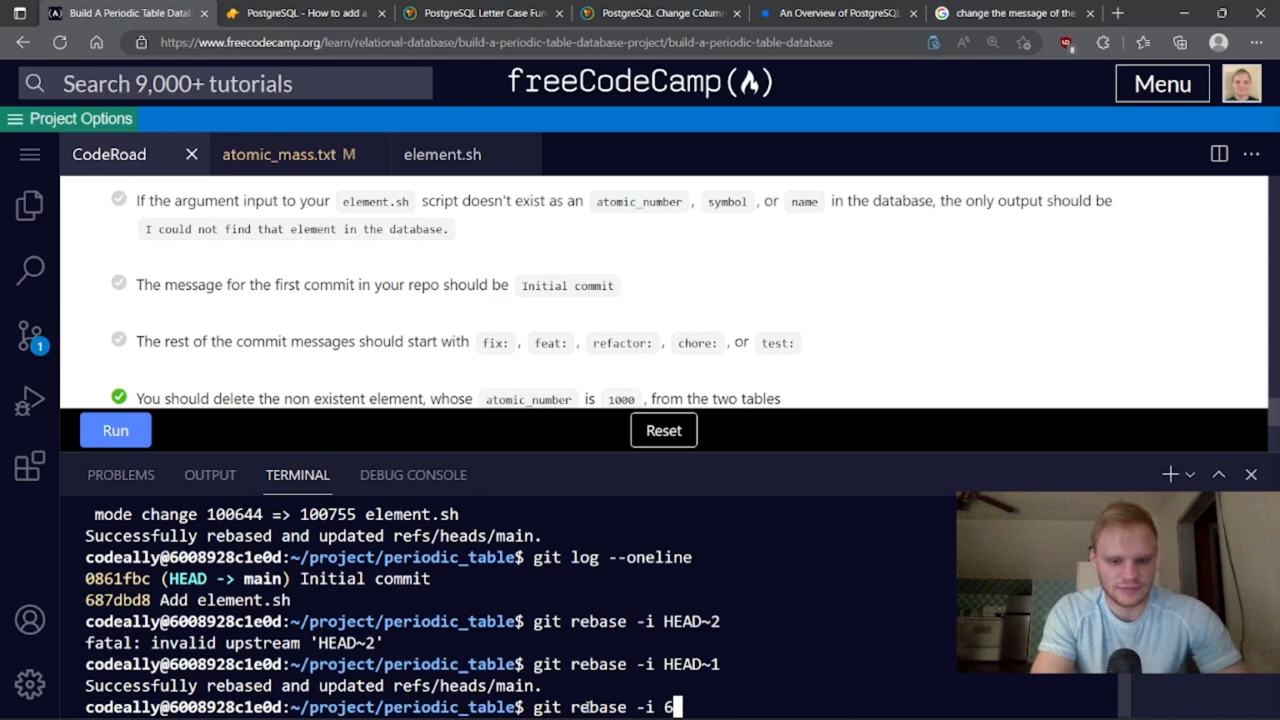 Build A Periodic Table Datab
PostgreSQL - How to add a
PostgreSQL Letter Case Fun
PostgreSQL Change Column
An Overview of PostgreSQL
change the message of the
https://www.freecodecamp.org/learn/relational-database/build-a-periodic-table-database-project/build-a-periodic-table-database
Search 9,000+ tutorials
freeCodeCamp
Menu
Project Options
CodeRoad
atomic_mass.txt M
element.sh
If the argument input to your element.sh script doesn't exist as an atomic_number, symbol, or name in the database, the only output should be
I could not find that element in the database.
The message for the first commit in your repo should be Initial commit
The rest of the commit messages should start with fix:, feat:, refactor:, chore:, or test:
You should delete the non existent element, whose atomic_number is 1000, from the two tables
1
Run
Reset
PROBLEMS OUTPUT TERMINAL DEBUG CONSOLE
mode change 100644 => 100755 element.sh
Successfully rebased and updated refs/heads/main.
codeally@6008928c1e0d:~/project/periodic_table$ git log --oneline
0861fbc (HEAD -> main) Initial commit
687dbd8 Add element.sh
codeally@6008928c1e0d:~/project/periodic_table$ git rebase -i HEAD~2
fatal: invalid upstream 'HEAD~2'
codeally@6008928c1e0d:~/project/periodic_table$ git rebase -i HEAD~1
Successfully rebased and updated refs/heads/main.
codeally@6008928c1e0d:~/project/periodic_table$ git rebase -i 6